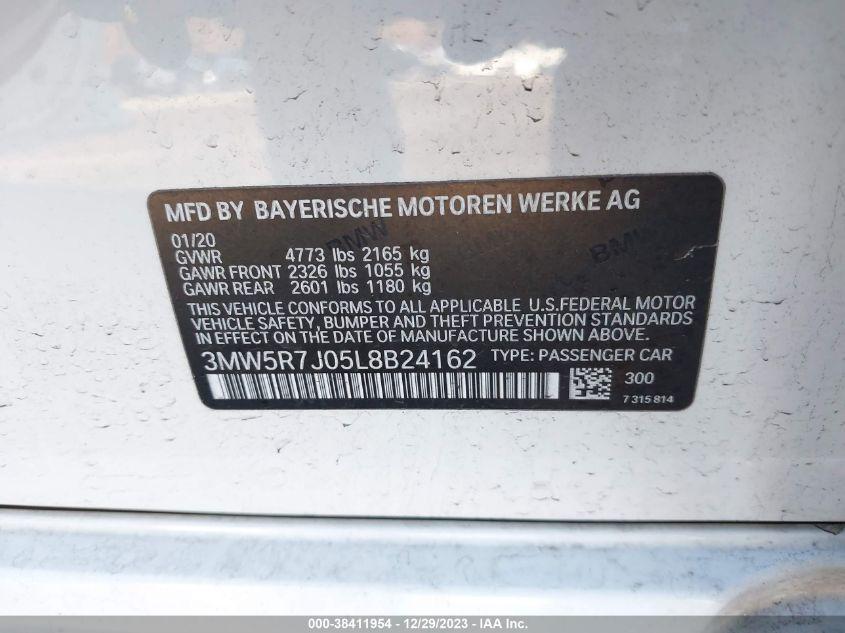 MFD BY BAYERISCHE MOTOREN WERKE AG
01/20
GVWR 4773 lbs 2165 kg
GAWR FRONT 2326 lbs 1055 kg
GAWR REAR 2601 lbs 1180 kg
THIS VEHICLE CONFORMS TO ALL APPLICABLE U.S.FEDERAL MOTOR
VEHICLE SAFETY, BUMPER AND THEFT PREVENTION STANDARDS
IN EFFECT ON THE DATE OF MANUFACTURE SHOWN ABOVE.
3MW5R7J05L8B24162 TYPE: PASSENGER CAR
300
7 315 814
000-38411954 - 12/29/2023 - IAA Inc.